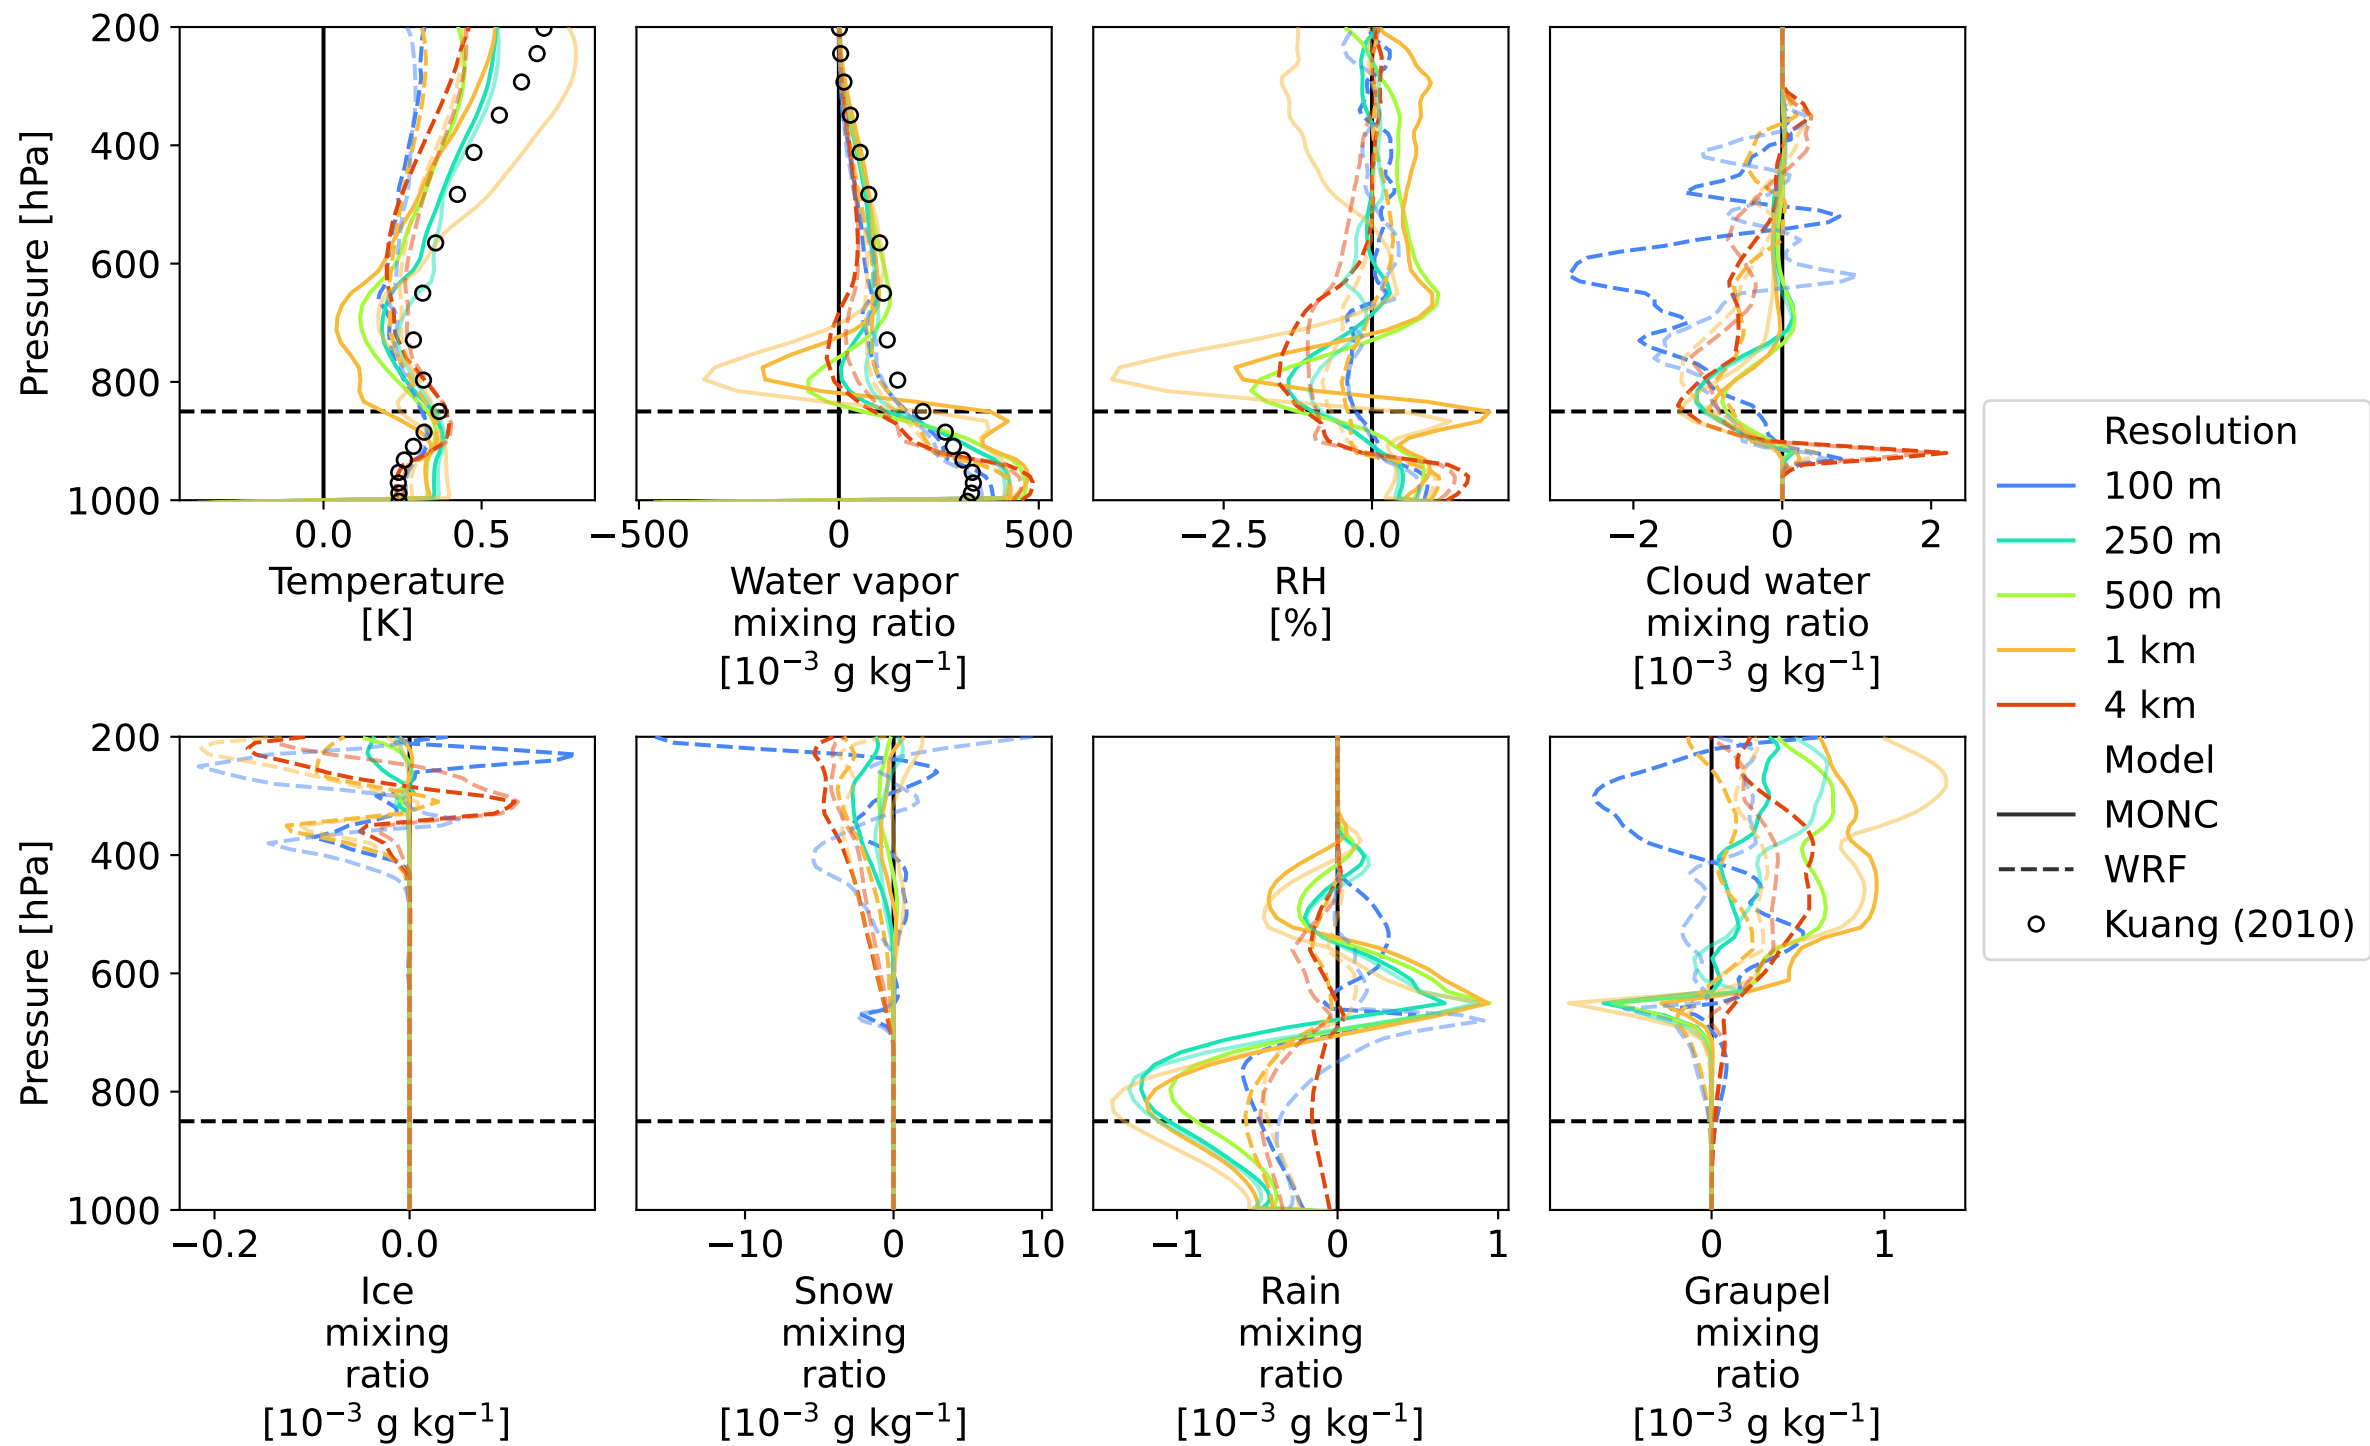 200
400
600
800
1000
Pressure [hPa]
0.0 0.5
Temperature
[K]
−500 0 500
Water vapor
mixing ratio
[10⁻³ g kg⁻¹]
−2.5 0.0
RH
[%]
−2 0 2
Cloud water
mixing ratio
[10⁻³ g kg⁻¹]
Resolution
100 m
250 m
500 m
1 km
4 km
Model
MONC
WRF
Kuang (2010)
200
400
600
800
1000
Pressure [hPa]
−0.2 0.0
Ice
mixing
ratio
[10⁻³ g kg⁻¹]
−10 0 10
Snow
mixing
ratio
[10⁻³ g kg⁻¹]
−1 0 1
Rain
mixing
ratio
[10⁻³ g kg⁻¹]
0 1
Graupel
mixing
ratio
[10⁻³ g kg⁻¹]